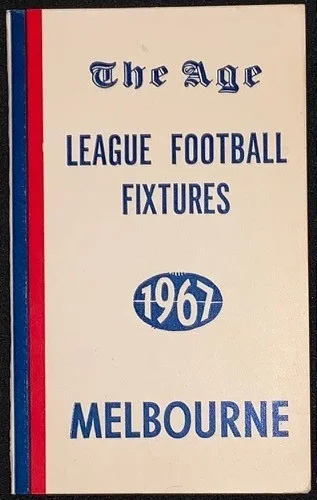 The Age
LEAGUE FOOTBALL
FIXTURES
1967
MELBOURNE